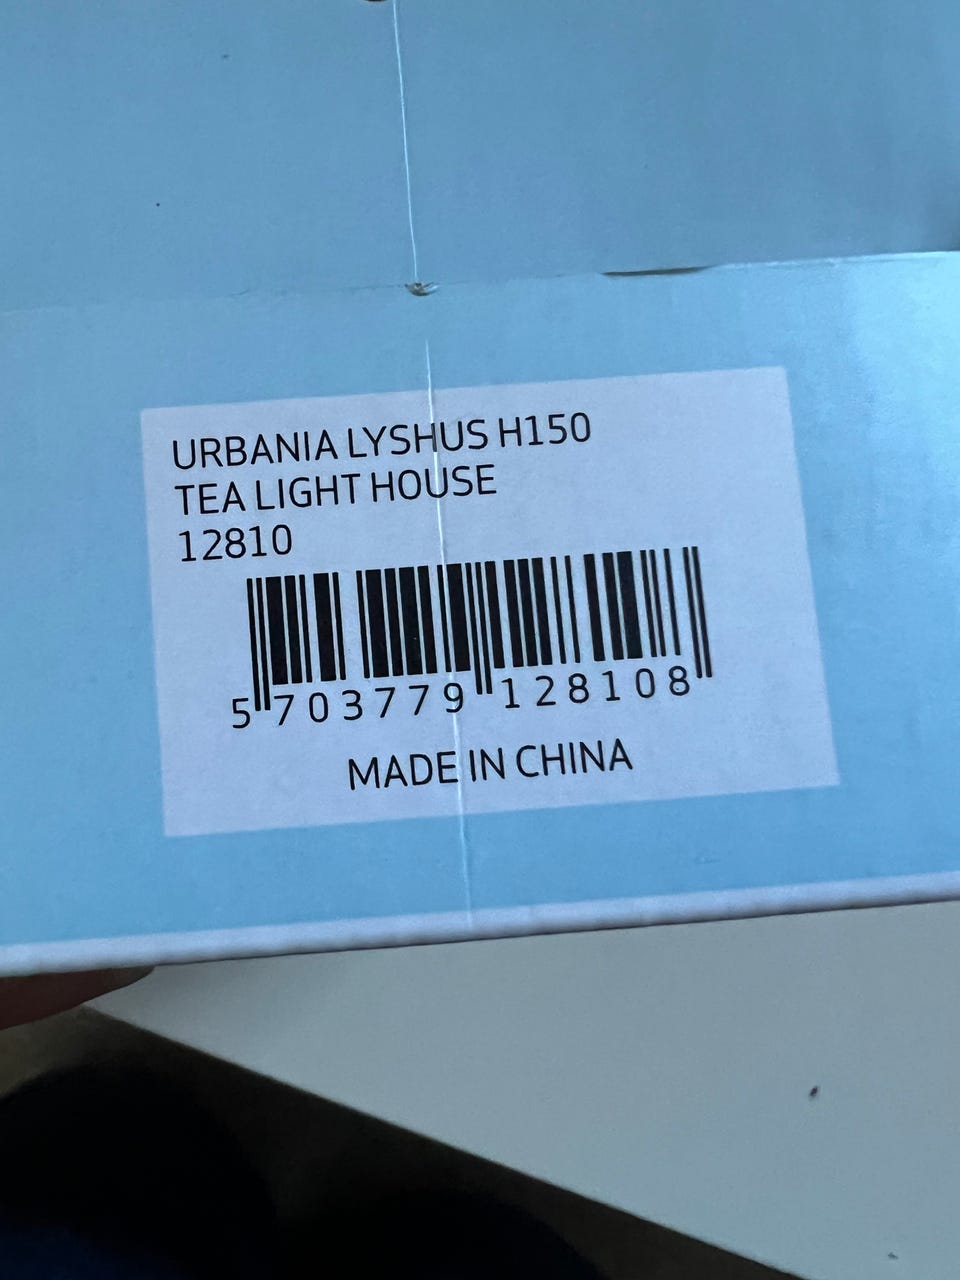 URBANIA LYSHUS H150
TEA LIGHT HOUSE
12810
5 703779 128108
MADE IN CHINA